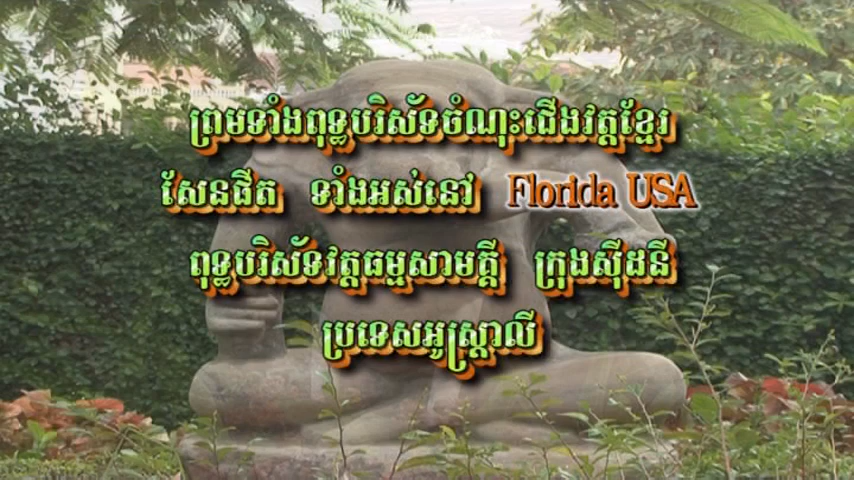 ព្រមទាំងពុទ្ធបរិស័ទចំណុះជើងវត្តខ្មែរ
សែនផីត ទាំងអស់នៅ Florida USA
ពុទ្ធបរិស័ទវត្តធម្មសាមគ្គី ក្រុងស៊ីដនី
ប្រទេសអូស្ត្រាលី